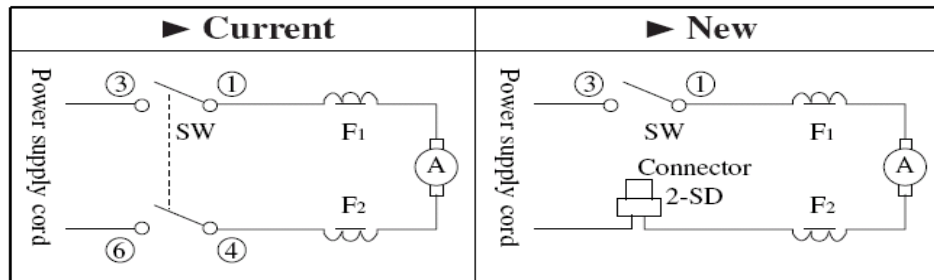 ► Current
► New
Power supply cord
③
①
SW
F1
A
F2
⑥
④
Power supply cord
③
①
SW
F1
Connector
2-SD
A
F2